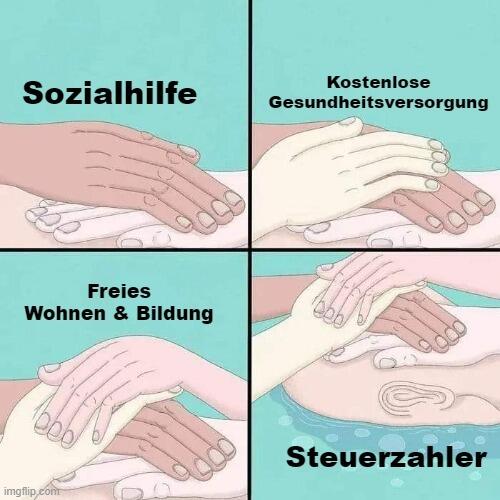 Sozialhilfe
Kostenlose
Gesundheitsversorgung
Freies
Wohnen & Bildung
Steuerzahler
imgflip.com